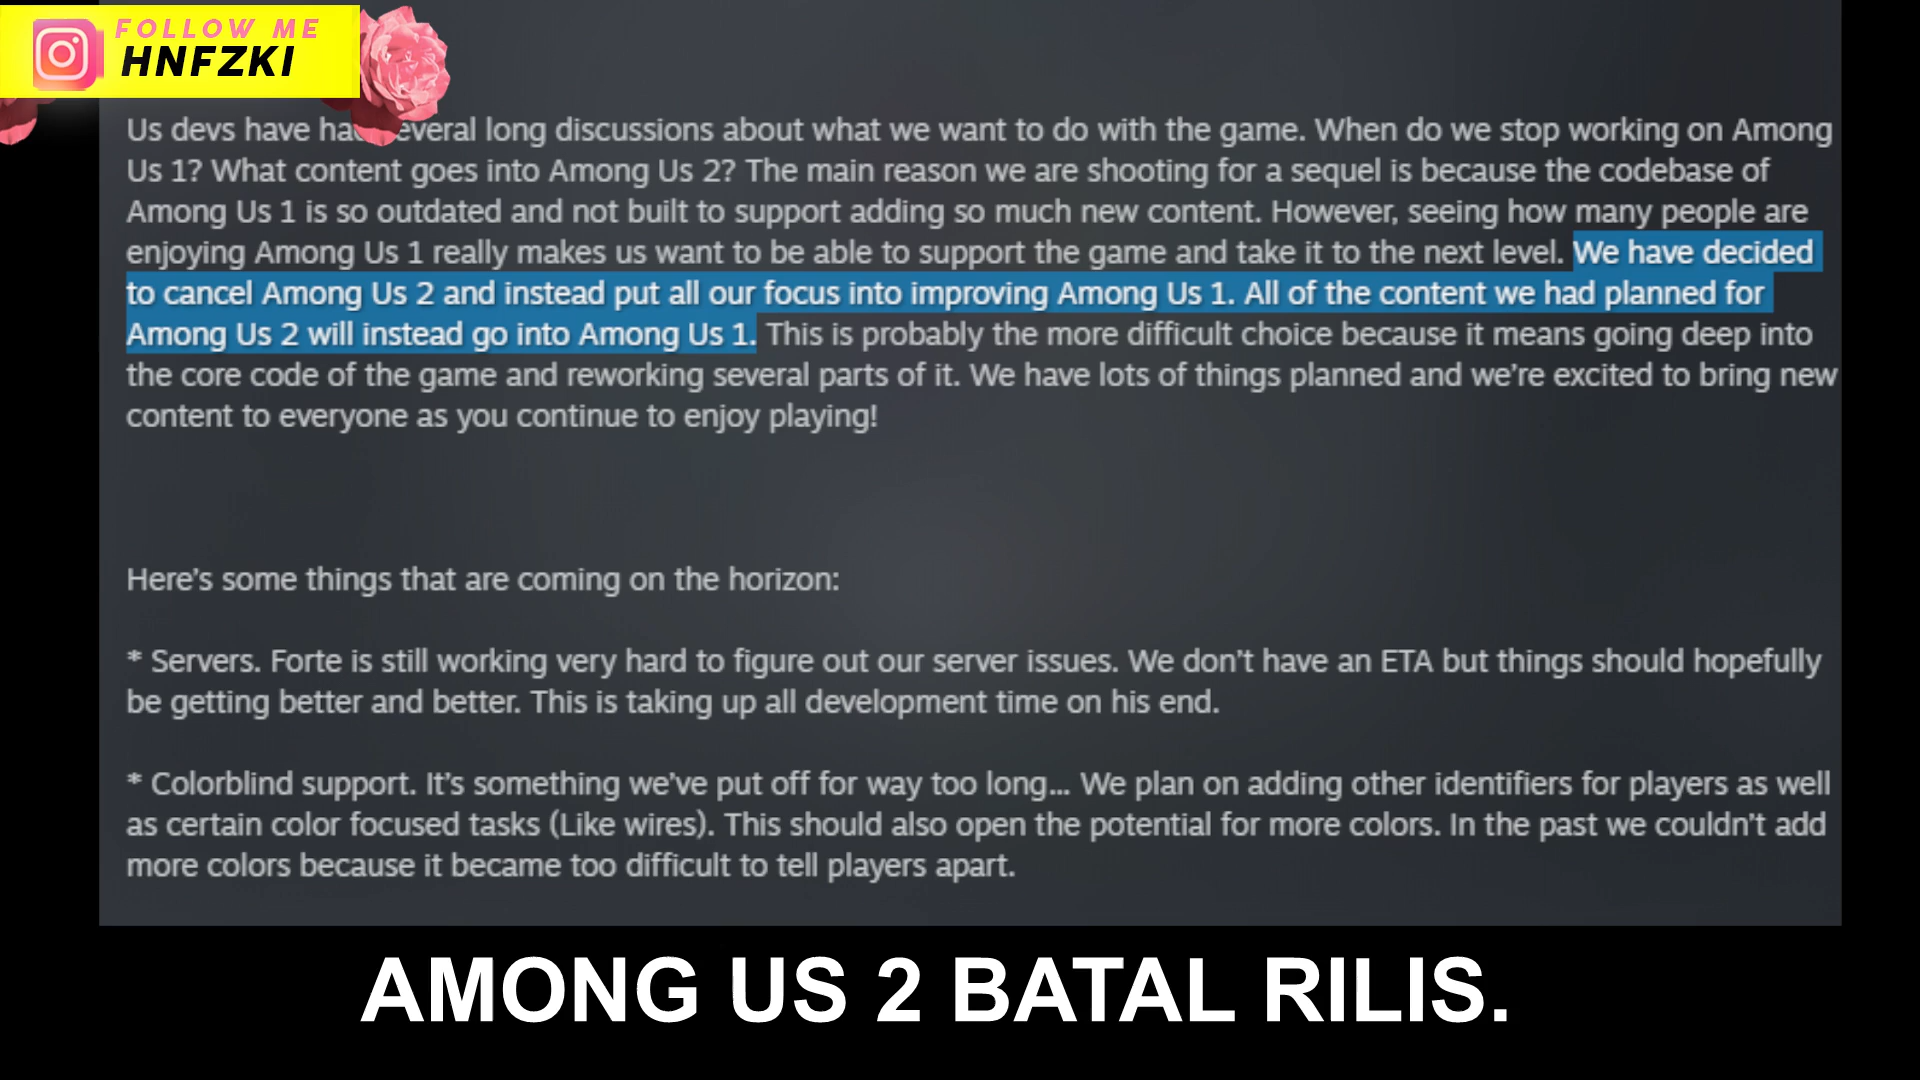 FOLLOW ME
HNFZKI
Us devs have had several long discussions about what we want to do with the game. When do we stop working on Among
Us 1? What content goes into Among Us 2? The main reason we are shooting for a sequel is because the codebase of
Among Us 1 is so outdated and not built to support adding so much new content. However, seeing how many people are
enjoying Among Us 1 really makes us want to be able to support the game and take it to the next level. We have decided
to cancel Among Us 2 and instead put all our focus into improving Among Us 1. All of the content we had planned for
Among Us 2 will instead go into Among Us 1. This is probably the more difficult choice because it means going deep into
the core code of the game and reworking several parts of it. We have lots of things planned and we're excited to bring new
content to everyone as you continue to enjoy playing!
Here's some things that are coming on the horizon:
* Servers. Forte is still working very hard to figure out our server issues. We don't have an ETA but things should hopefully
be getting better and better. This is taking up all development time on his end.
* Colorblind support. It's something we've put off for way too long... We plan on adding other identifiers for players as well
as certain color focused tasks (Like wires). This should also open the potential for more colors. In the past we couldn't add
more colors because it became too difficult to tell players apart.
AMONG US 2 BATAL RILIS.